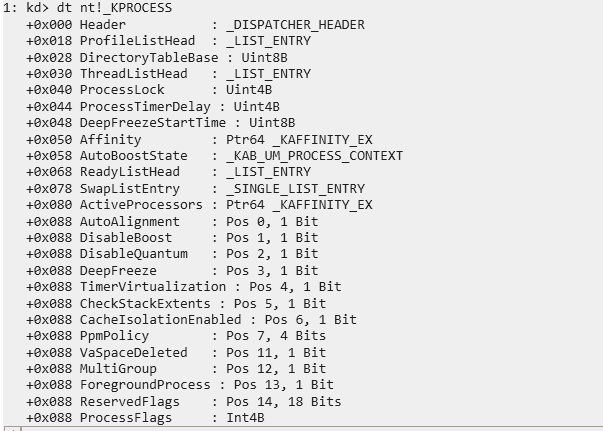 1: kd> dt nt!_KPROCESS
+0x000 Header : _DISPATCHER_HEADER
+0x018 ProfileListHead : _LIST_ENTRY
+0x028 DirectoryTableBase : Uint8B
+0x030 ThreadListHead : _LIST_ENTRY
+0x040 ProcessLock : Uint4B
+0x044 ProcessTimerDelay : Uint4B
+0x048 DeepFreezeStartTime : Uint8B
+0x050 Affinity : Ptr64 _KAFFINITY_EX
+0x058 AutoBoostState : _KAB_UM_PROCESS_CONTEXT
+0x068 ReadyListHead : _LIST_ENTRY
+0x078 SwapListEntry : _SINGLE_LIST_ENTRY
+0x080 ActiveProcessors : Ptr64 _KAFFINITY_EX
+0x088 AutoAlignment : Pos 0, 1 Bit
+0x088 DisableBoost : Pos 1, 1 Bit
+0x088 DisableQuantum : Pos 2, 1 Bit
+0x088 DeepFreeze : Pos 3, 1 Bit
+0x088 TimerVirtualization : Pos 4, 1 Bit
+0x088 CheckStackExtents : Pos 5, 1 Bit
+0x088 CacheIsolationEnabled : Pos 6, 1 Bit
+0x088 PpmPolicy : Pos 7, 4 Bits
+0x088 VaSpaceDeleted : Pos 11, 1 Bit
+0x088 MultiGroup : Pos 12, 1 Bit
+0x088 ForegroundProcess : Pos 13, 1 Bit
+0x088 ReservedFlags : Pos 14, 18 Bits
+0x088 ProcessFlags : Int4B